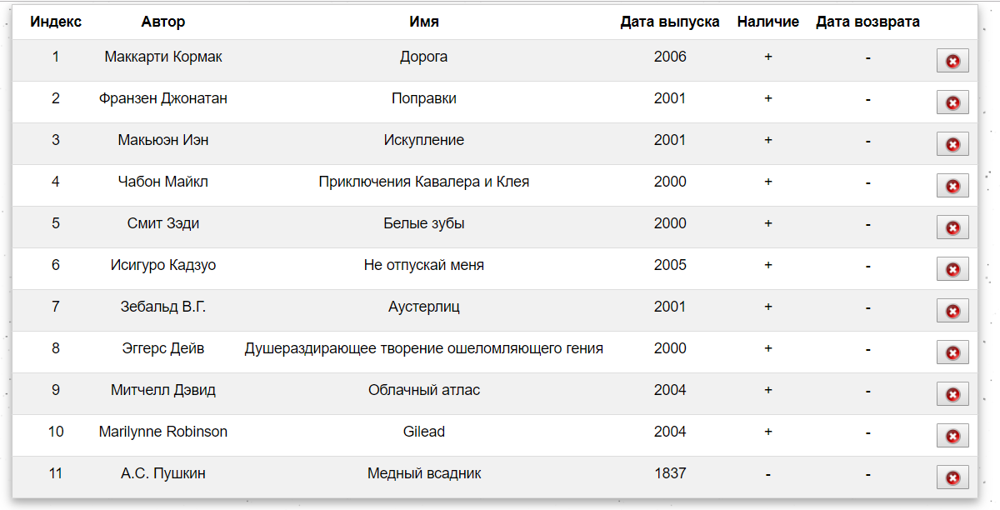 Индекс Автор Имя Дата выпуска Наличие Дата возврата
1 Маккарти Кормак Дорога 2006 + -
2 Франзен Джонатан Поправки 2001 + -
3 Макьюэн Иэн Искупление 2001 + -
4 Чабон Майкл Приключения Кавалера и Клея 2000 + -
5 Смит Зэди Белые зубы 2000 + -
6 Исигуро Кадзуо Не отпускай меня 2005 + -
7 Зебальд В.Г. Аустерлиц 2001 + -
8 Эггерс Дейв Душераздирающее творение ошеломляющего гения 2000 + -
9 Митчелл Дэвид Облачный атлас 2004 + -
10 Marilynne Robinson Gilead 2004 + -
11 А.С. Пушкин Медный всадник 1837 - -